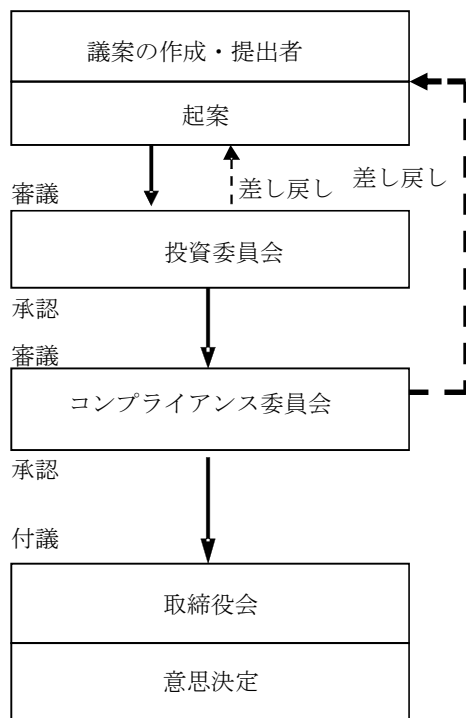 議案の作成・提出者
起案
差し戻し
差し戻し
審議
投資委員会
承認
審議
コンプライアンス委員会
承認
付議
取締役会
意思決定